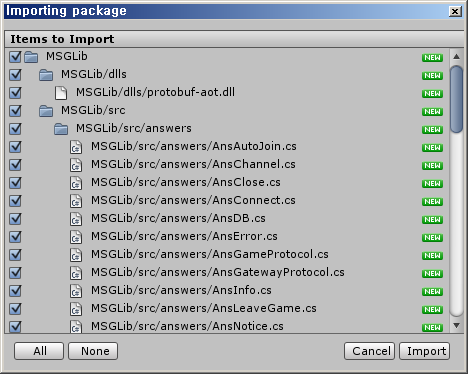 Importing package
Items to Import
MSGLib NEW
MSGLib/dlls NEW
MSGLib/dlls/protobuf-aot.dll NEW
MSGLib/src NEW
MSGLib/src/answers NEW
C# MSGLib/src/answers/AnsAutoJoin.cs NEW
C# MSGLib/src/answers/AnsChannel.cs NEW
C# MSGLib/src/answers/AnsClose.cs NEW
C# MSGLib/src/answers/AnsConnect.cs NEW
C# MSGLib/src/answers/AnsDB.cs NEW
C# MSGLib/src/answers/AnsError.cs NEW
C# MSGLib/src/answers/AnsGameProtocol.cs NEW
C# MSGLib/src/answers/AnsGatewayProtocol.cs NEW
C# MSGLib/src/answers/AnsInfo.cs NEW
C# MSGLib/src/answers/AnsLeaveGame.cs NEW
C# MSGLib/src/answers/AnsNotice.cs NEW
All None Cancel Import